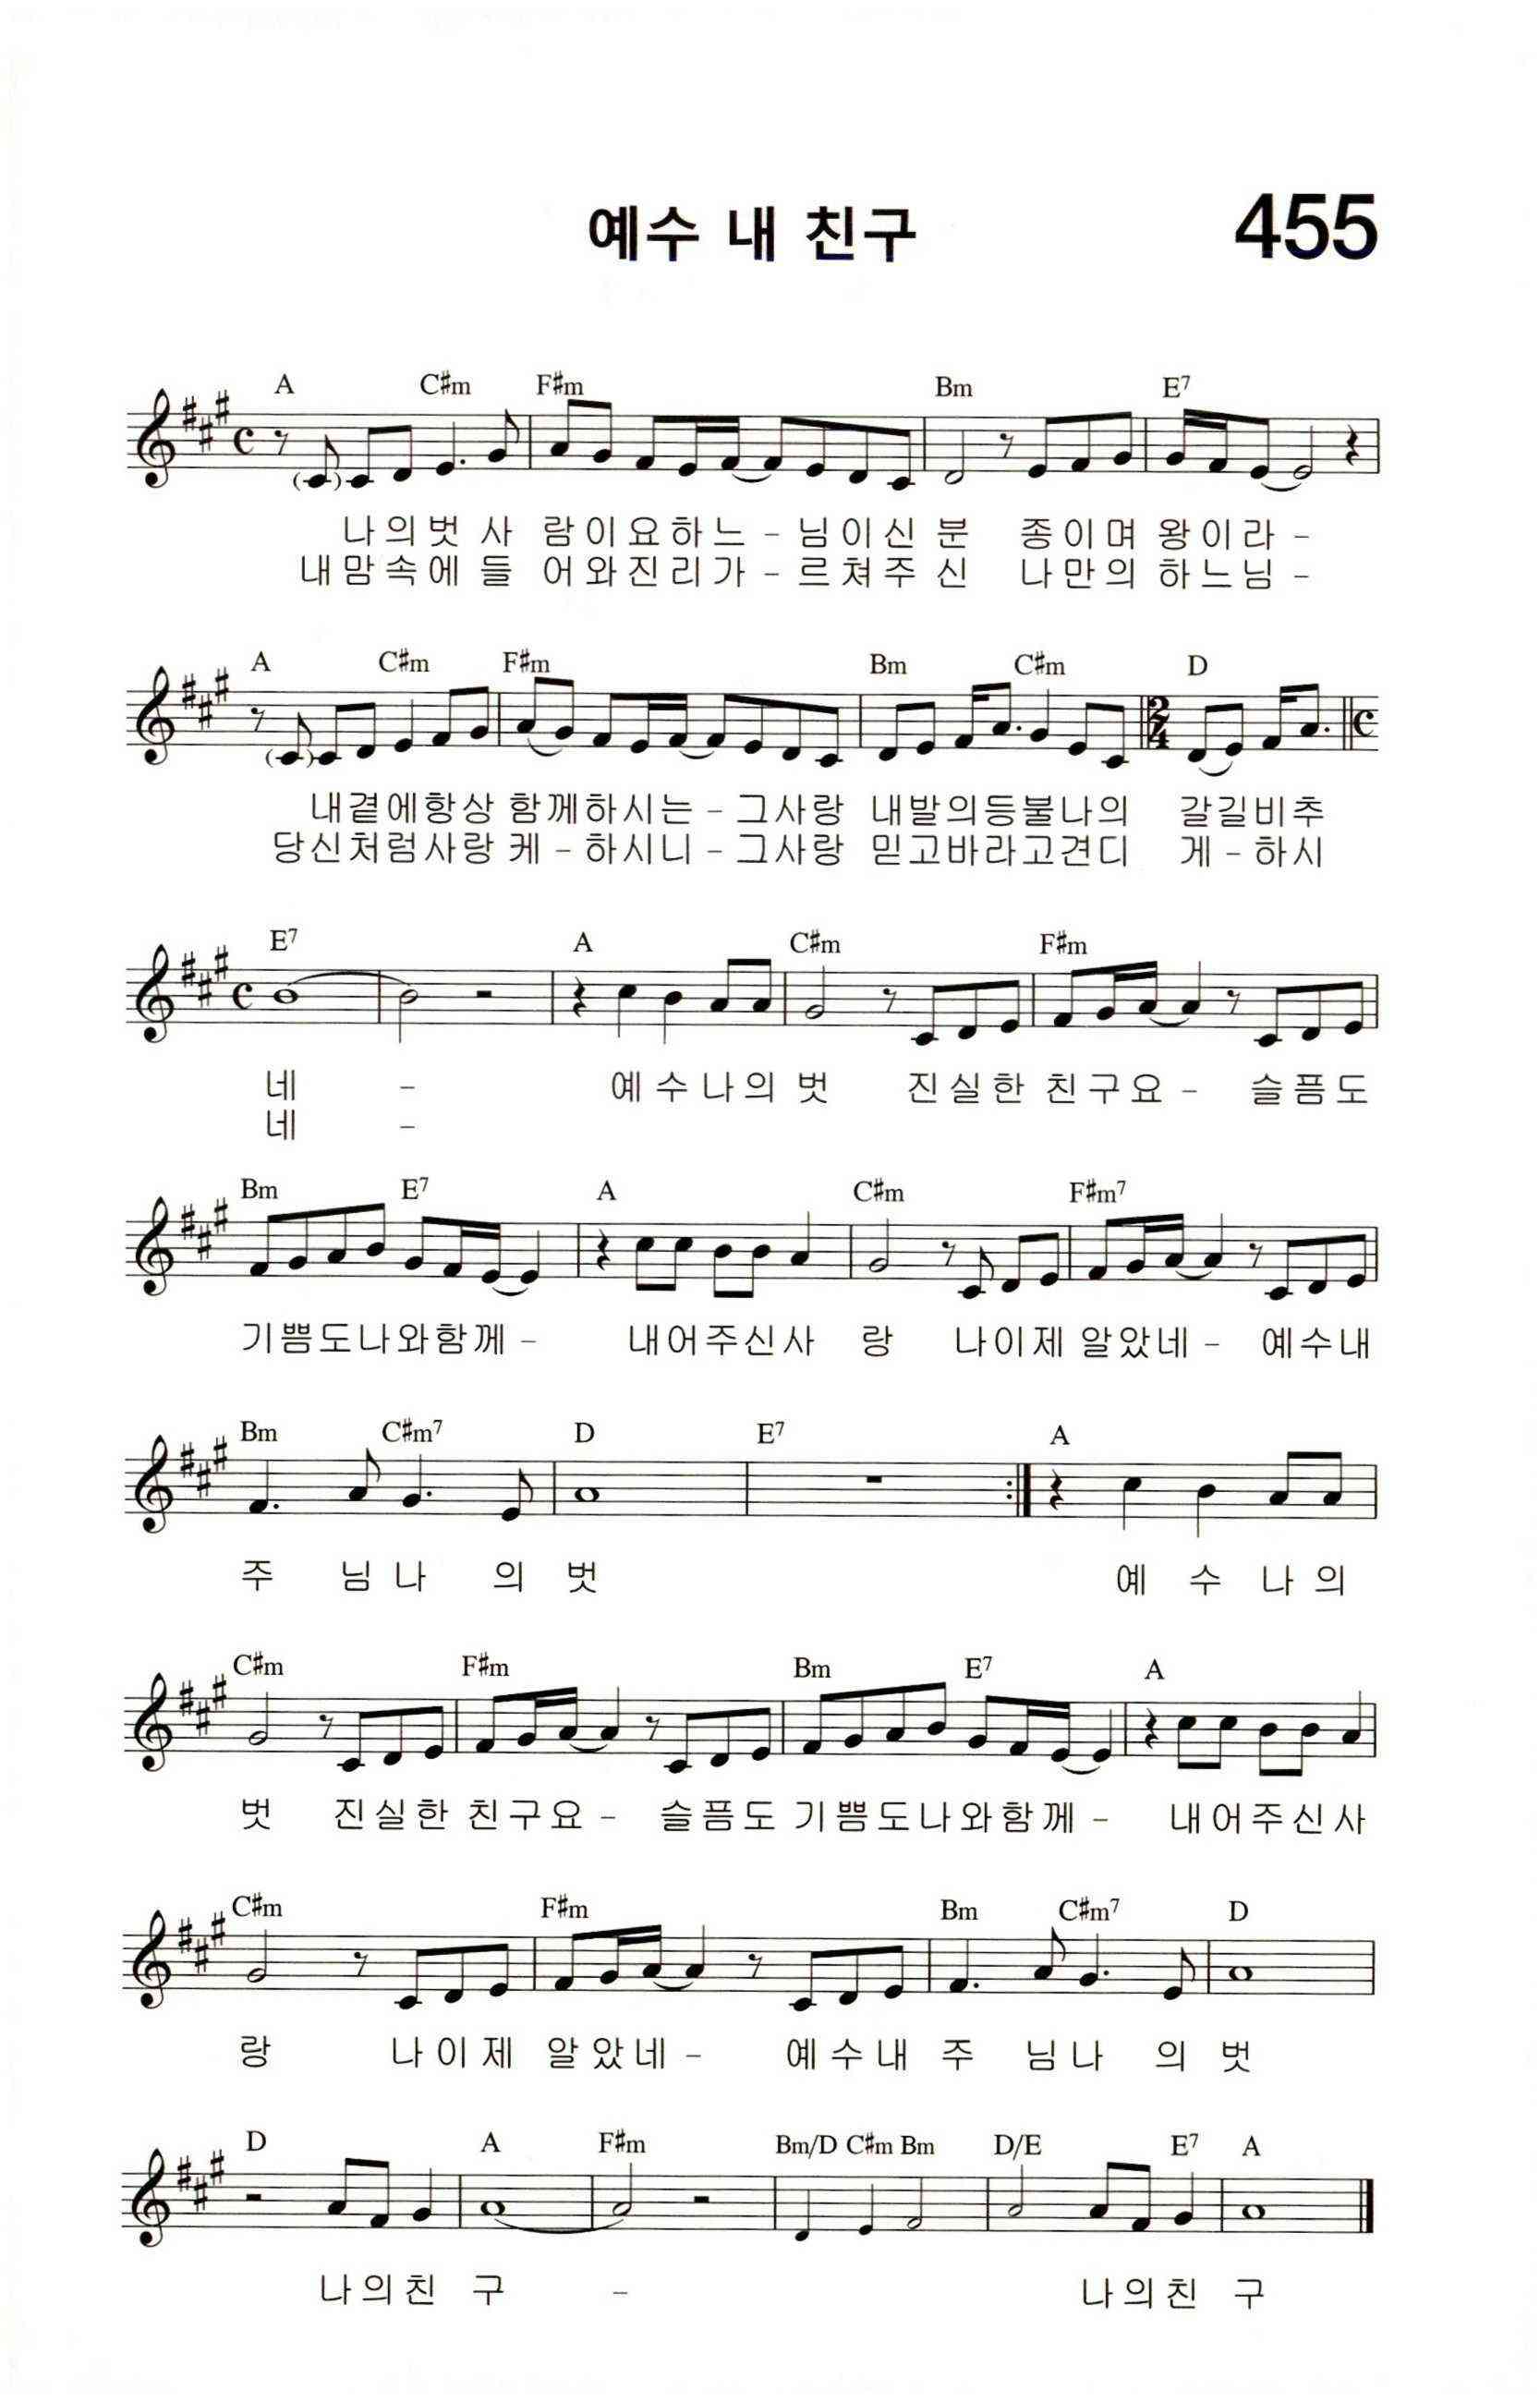 예수 내 친구 455
A C#m F#m Bm E7
나의벗 사 람이요하느 - 님이신 분 종이며 왕이라 -
내맘속에 들 어와진리가 - 르쳐주 신 나만의 하느님 -
A C#m F#m Bm C#m D
내곁에항상 함께하시는 - 그사랑 내발의등불나의 갈길비추
당신처럼사랑 케 - 하시니 - 그사랑 믿고바라고견디 게 - 하시
E7 A C#m F#m
네 - 예수나의 벗 진실한 친구요 - 슬픔도
네 -
Bm E7 A C#m F#m7
기쁨도나와함께 - 내어주신사 랑 나이제 알았네 - 예수내
Bm C#m7 D E7 A
주 님나 의 벗 예 수 나의
C#m F#m Bm E7 A
벗 진실한 친구요 - 슬픔도 기쁨도나와함께 - 내어주신사
C#m F#m Bm C#m7 D
랑 나이제 알았네 - 예수내 주 님나 의 벗
D A F#m Bm/D C#m Bm D/E E7 A
나의친 구 - 나의친 구